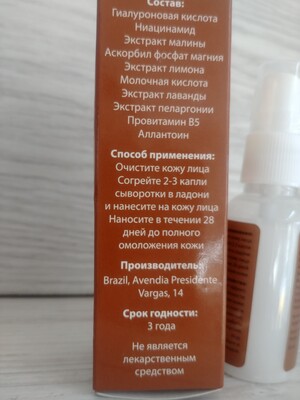 Состав:
Гиалуроновая кислота
Ниацинамид
Экстракт малины
Аскорбил фосфат магния
Экстракт лимона
Молочная кислота
Экстракт лаванды
Экстракт пеларгонии
Провитамин B5
Аллантоин
Способ применения:
Очистите кожу лица
Согрейте 2-3 капли
сыворотки в ладони
и нанесите на кожу лица
Наносите в течении 28
дней до полного
омоложения кожи
Производитель:
Brazil, Avendia Presidente
Vargas, 14
Срок годности:
3 года
Не является
лекарственным
средством